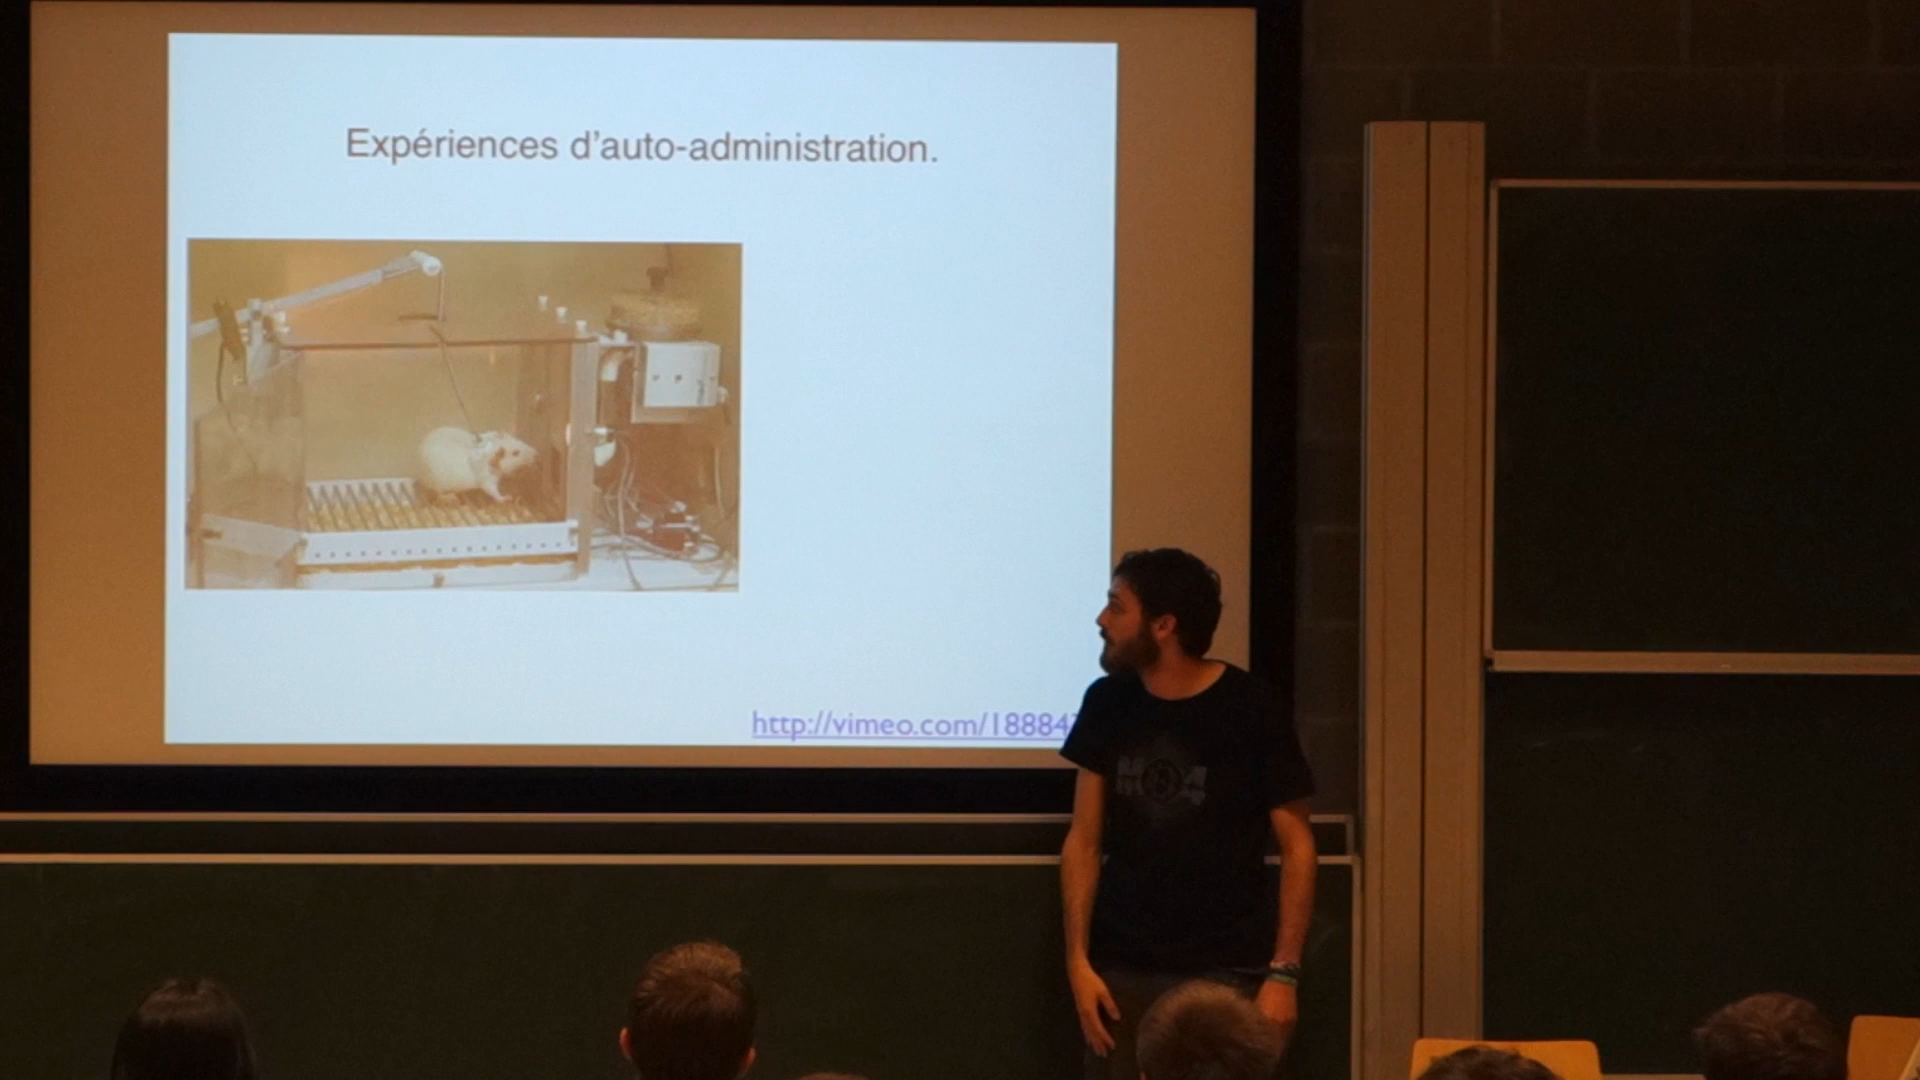 Expériences d'auto-administration.
http://vimeo.com/18884